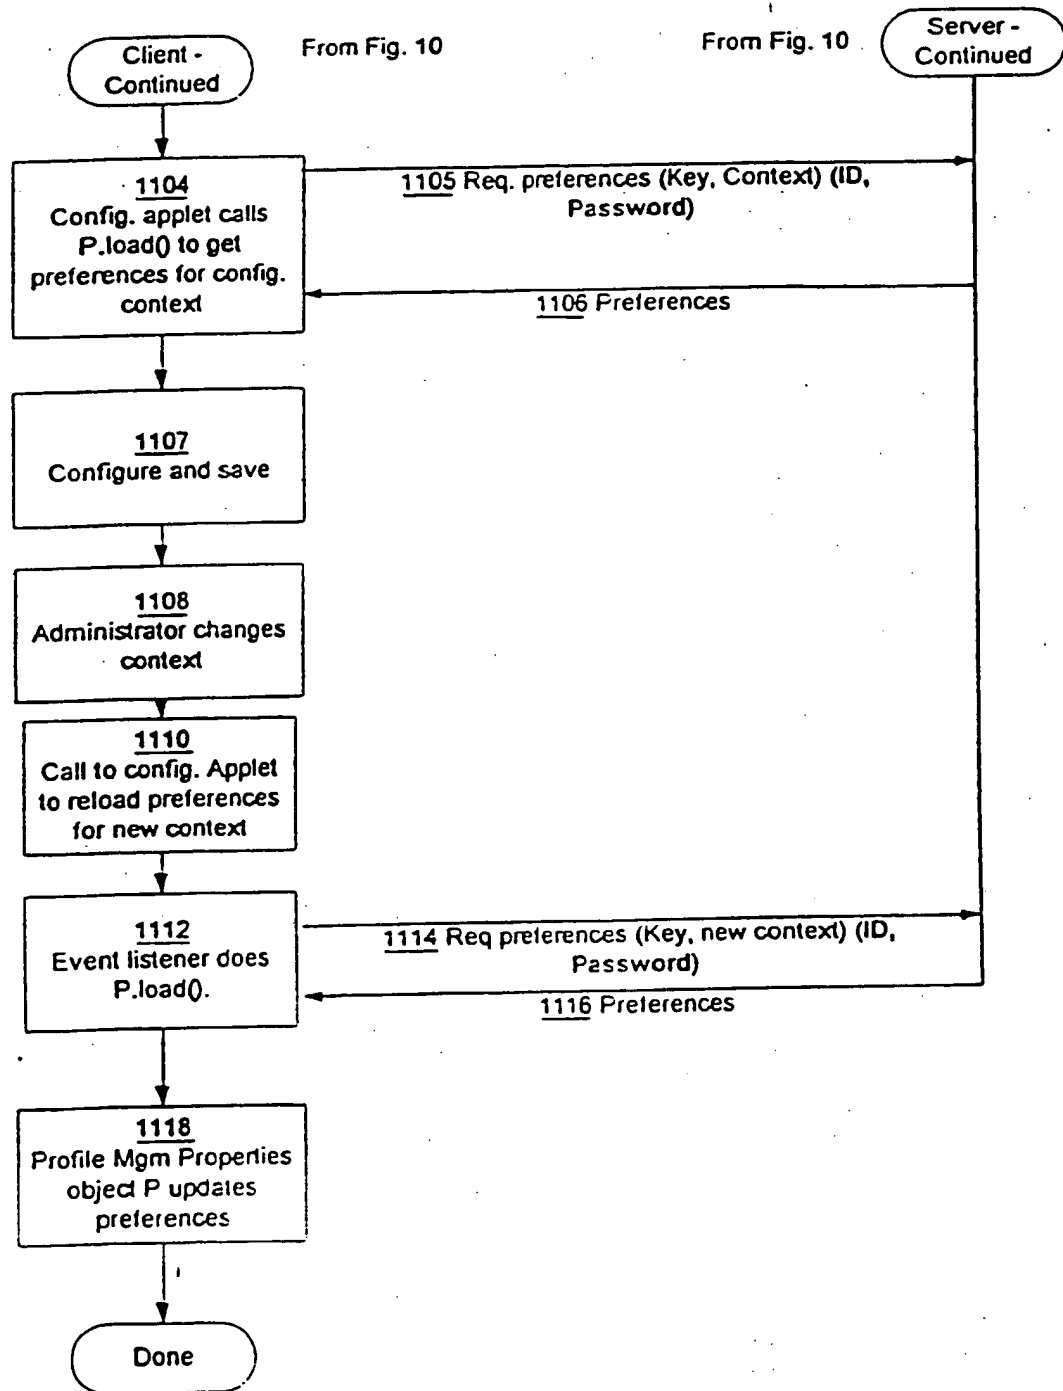 Client -
Continued
From Fig. 10
From Fig. 10
Server -
Continued
1104
Config. applet calls
P.load() to get
preferences for config.
context
1105 Req. preferences (Key, Context) (ID,
Password)
1106 Preferences
1107
Configure and save
1108
Administrator changes
context
1110
Call to config. Applet
to reload preferences
for new context
1112
Event listener does
P.load().
1114 Req preferences (Key, new context) (ID,
Password)
1116 Preferences
1118
Profile Mgm Properties
object P updates
preferences
Done